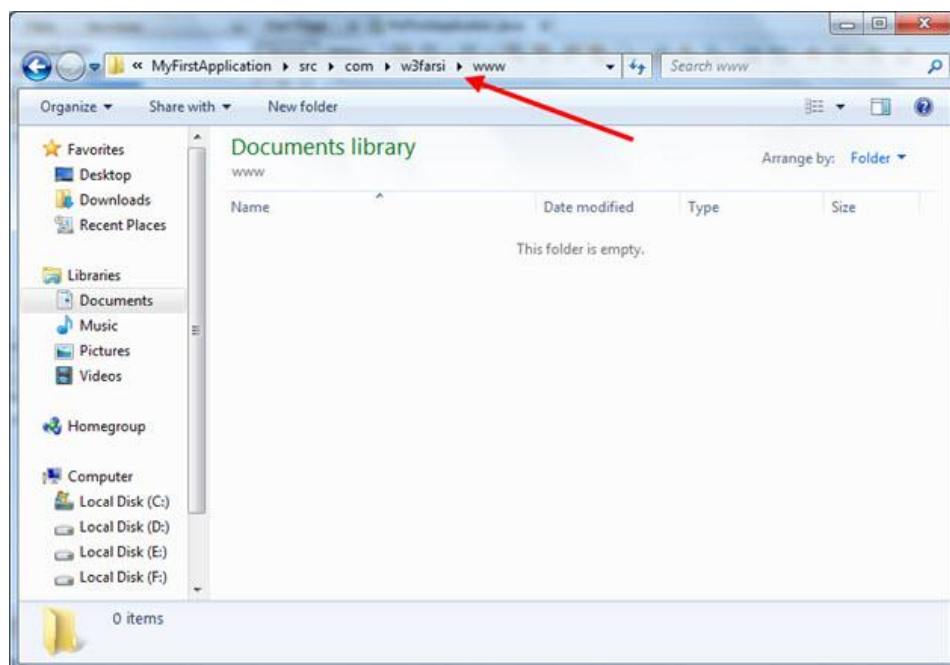 « MyFirstApplication ▸ src ▸ com ▸ w3farsi ▸ www
Search www
Organize ▾ Share with ▾ New folder
Favorites
Desktop
Downloads
Recent Places
Libraries
Documents
Music
Pictures
Videos
Homegroup
Computer
Local Disk (C:)
Local Disk (D:)
Local Disk (E:)
Local Disk (F:)
Documents library
www
Arrange by: Folder ▾
Name Date modified Type Size
This folder is empty.
0 items